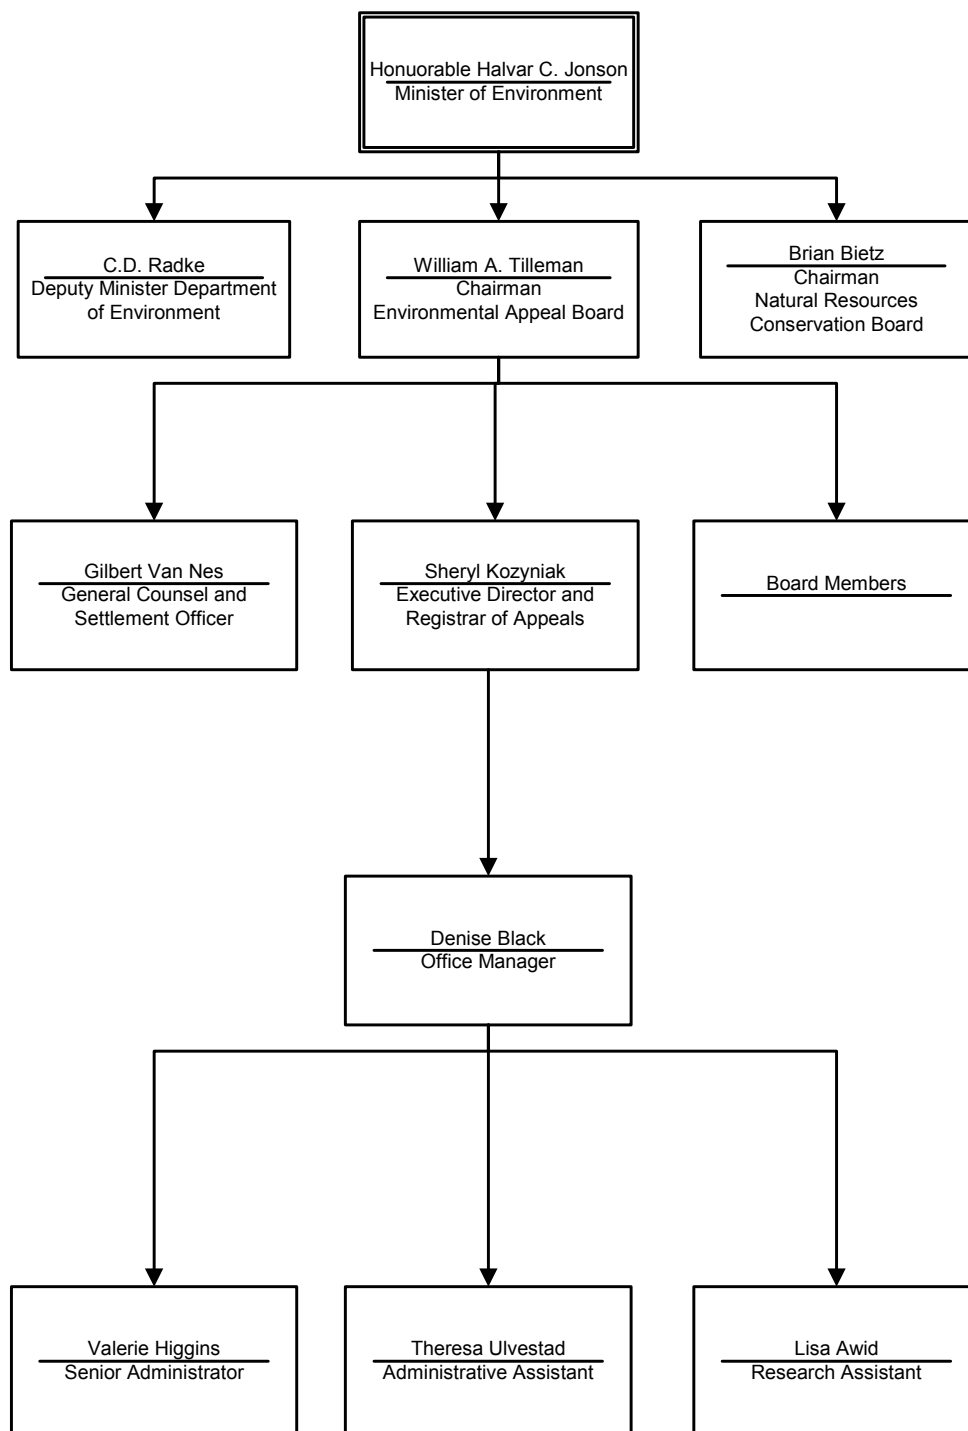 Honuorable Halvar C. Jonson
Minister of Environment
C.D. Radke
Deputy Minister Department
of Environment
William A. Tilleman
Chairman
Environmental Appeal Board
Brian Bietz
Chairman
Natural Resources
Conservation Board
Gilbert Van Nes
General Counsel and
Settlement Officer
Sheryl Kozyniak
Executive Director and
Registrar of Appeals
Board Members
Denise Black
Office Manager
Valerie Higgins
Senior Administrator
Theresa Ulvestad
Administrative Assistant
Lisa Awid
Research Assistant